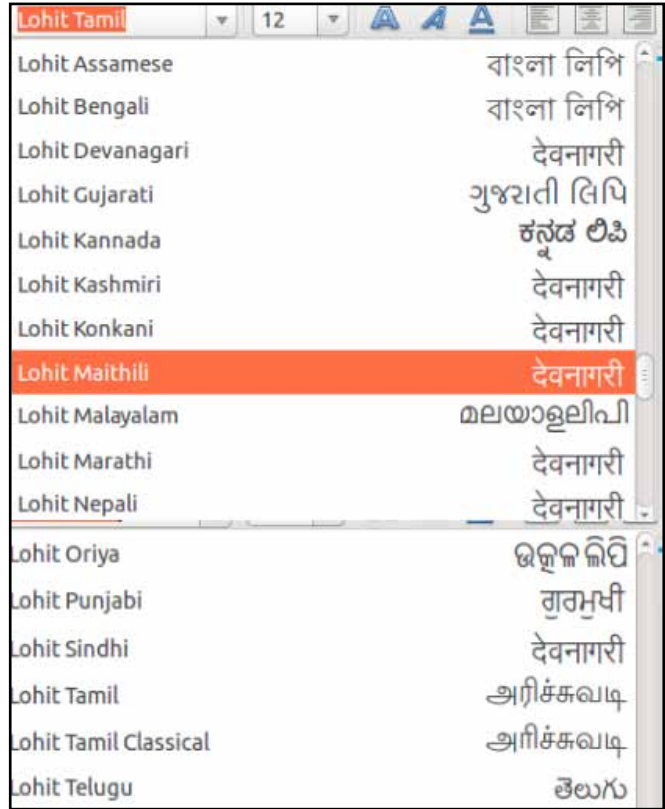 Lohit Tamil 12 A A A
Lohit Assamese বাংলা লিপি
Lohit Bengali বাংলা লিপি
Lohit Devanagari देवनागरी
Lohit Gujarati ગુજરાતી લિપિ
Lohit Kannada ಕನ್ನಡ ಲಿಪಿ
Lohit Kashmiri देवनागरी
Lohit Konkani देवनागरी
Lohit Maithili देवनागरी
Lohit Malayalam മലയാളലിപി
Lohit Marathi देवनागरी
Lohit Nepali देवनागरी
Lohit Oriya ଉତ୍କଳ ଲିପି
Lohit Punjabi ਗੁਰਮੁਖੀ
Lohit Sindhi देवनागरी
Lohit Tamil அரிச்சுவடி
Lohit Tamil Classical அரிச்சுவடி
Lohit Telugu తెలుగు